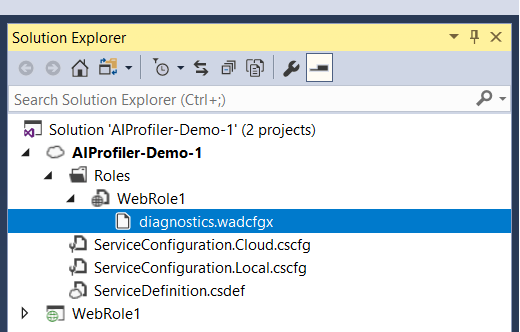 Solution Explorer
Search Solution Explorer (Ctrl+;)
Solution 'AIProfiler-Demo-1' (2 projects)
AIProfiler-Demo-1
Roles
WebRole1
diagnostics.wadcfgx
ServiceConfiguration.Cloud.cscfg
ServiceConfiguration.Local.cscfg
ServiceDefinition.csdef
WebRole1